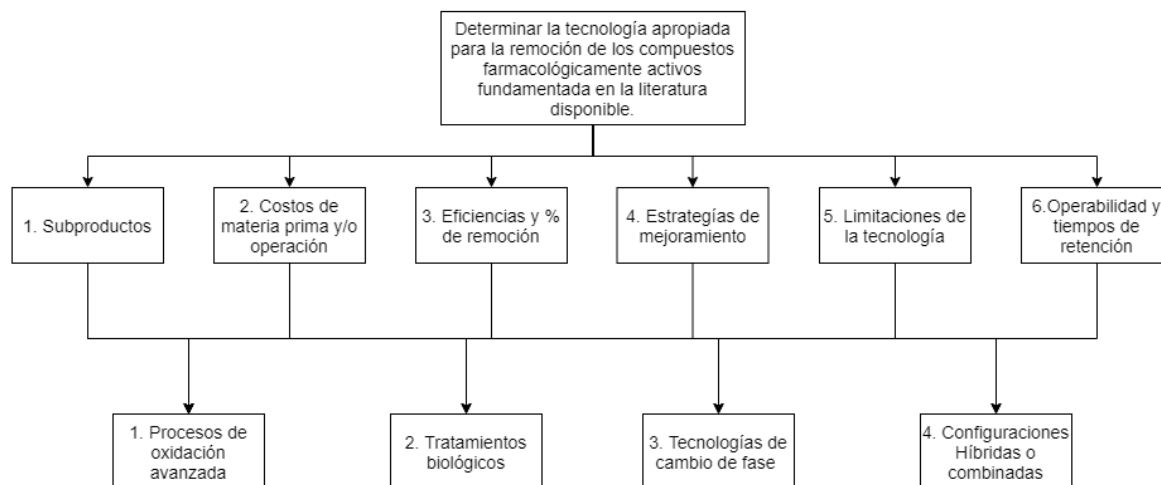 Determinar la tecnología apropiada
para la remoción de los compuestos
farmacológicamente activos
fundamentada en la literatura
disponible.
1. Subproductos
2. Costos de
materia prima y/o
operación
3. Eficiencias y %
de remoción
4. Estrategías de
mejoramiento
5. Limitaciones de
la tecnología
6.Operabilidad y
tiempos de
retención
1. Procesos de
oxidación
avanzada
2. Tratamientos
biológicos
3. Tecnologías de
cambio de fase
4. Configuraciones
Híbridas o
combinadas